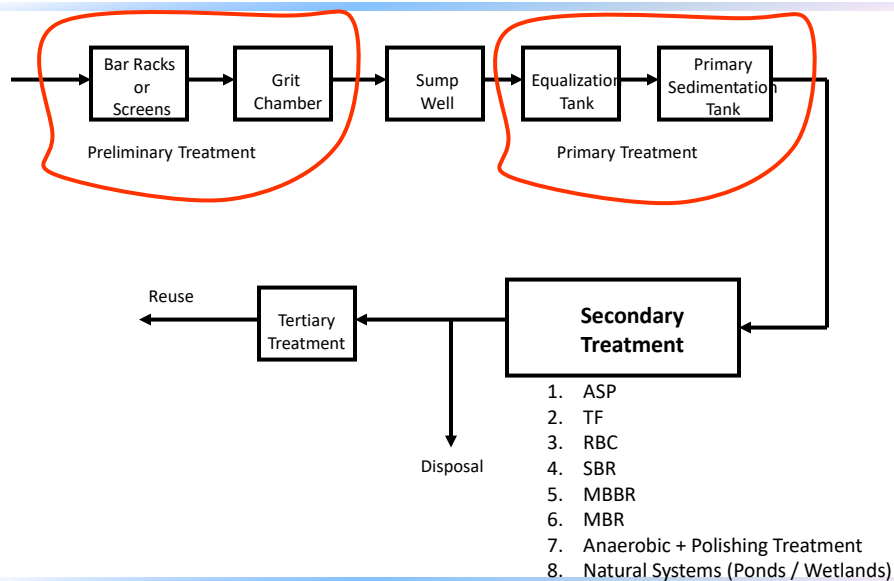 Bar Racks
or
Screens
Grit
Chamber
Sump
Well
Equalization
Tank
Primary
Sedimentation
Tank
Preliminary Treatment
Primary Treatment
Reuse
Tertiary
Treatment
Secondary
Treatment
Disposal
1. ASP
2. TF
3. RBC
4. SBR
5. MBBR
6. MBR
7. Anaerobic + Polishing Treatment
8. Natural Systems (Ponds / Wetlands)